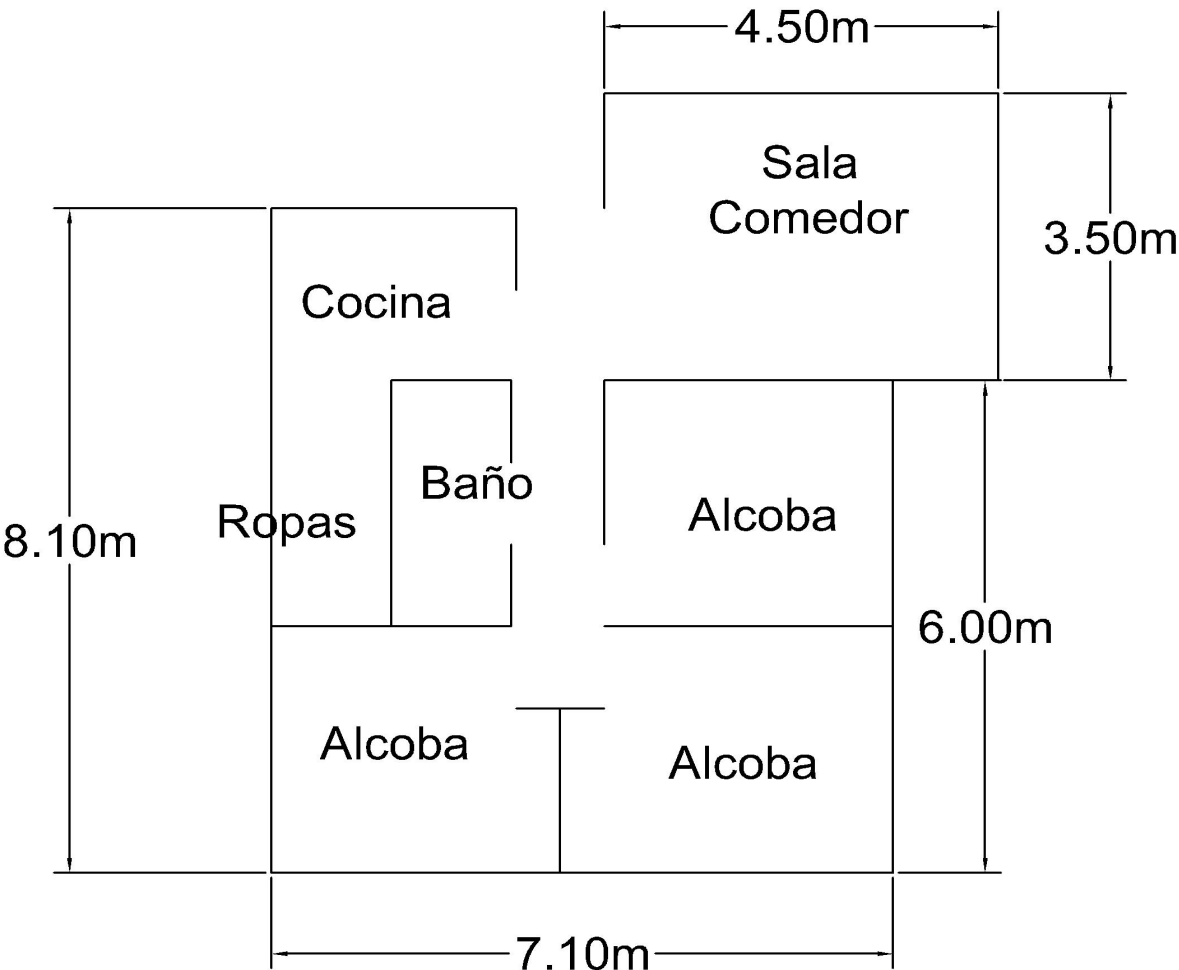 4.50m
Sala
Comedor
3.50m
Cocina
Baño
Ropas
Alcoba
8.10m
6.00m
Alcoba
Alcoba
7.10m